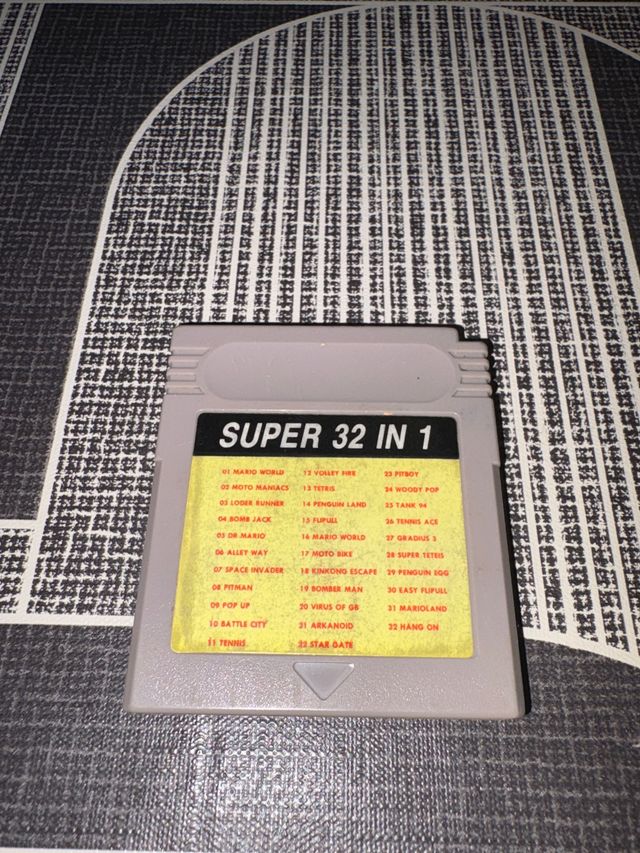 SUPER 32 IN 1
01 MARIO WORLD
02 MOTO MANIACS
03 LODER RUNNER
04 BOMB JACK
05 DR MARIO
06 ALLEY WAY
07 SPACE INVADER
08 PITMAN
09 POP UP
10 BATTLE CITY
11 TENNIS
12 VOLLEY FIRE
13 TETRIS
14 PENGUIN LAND
15 FLIPULL
16 MARIO WORLD
17 MOTO BIKE
18 KINKONG ESCAPE
19 BOMBER MAN
20 VIRUS OF GB
21 ARKANOID
22 STAR GATE
23 PITBOY
24 WOODY POP
25 TANK 94
26 TENNIS ACE
27 GRADIUS 3
28 SUPER TETEIS
29 PENGUIN EGG
30 EASY FLIPULL
31 MARIOLAND
32 HANG ON